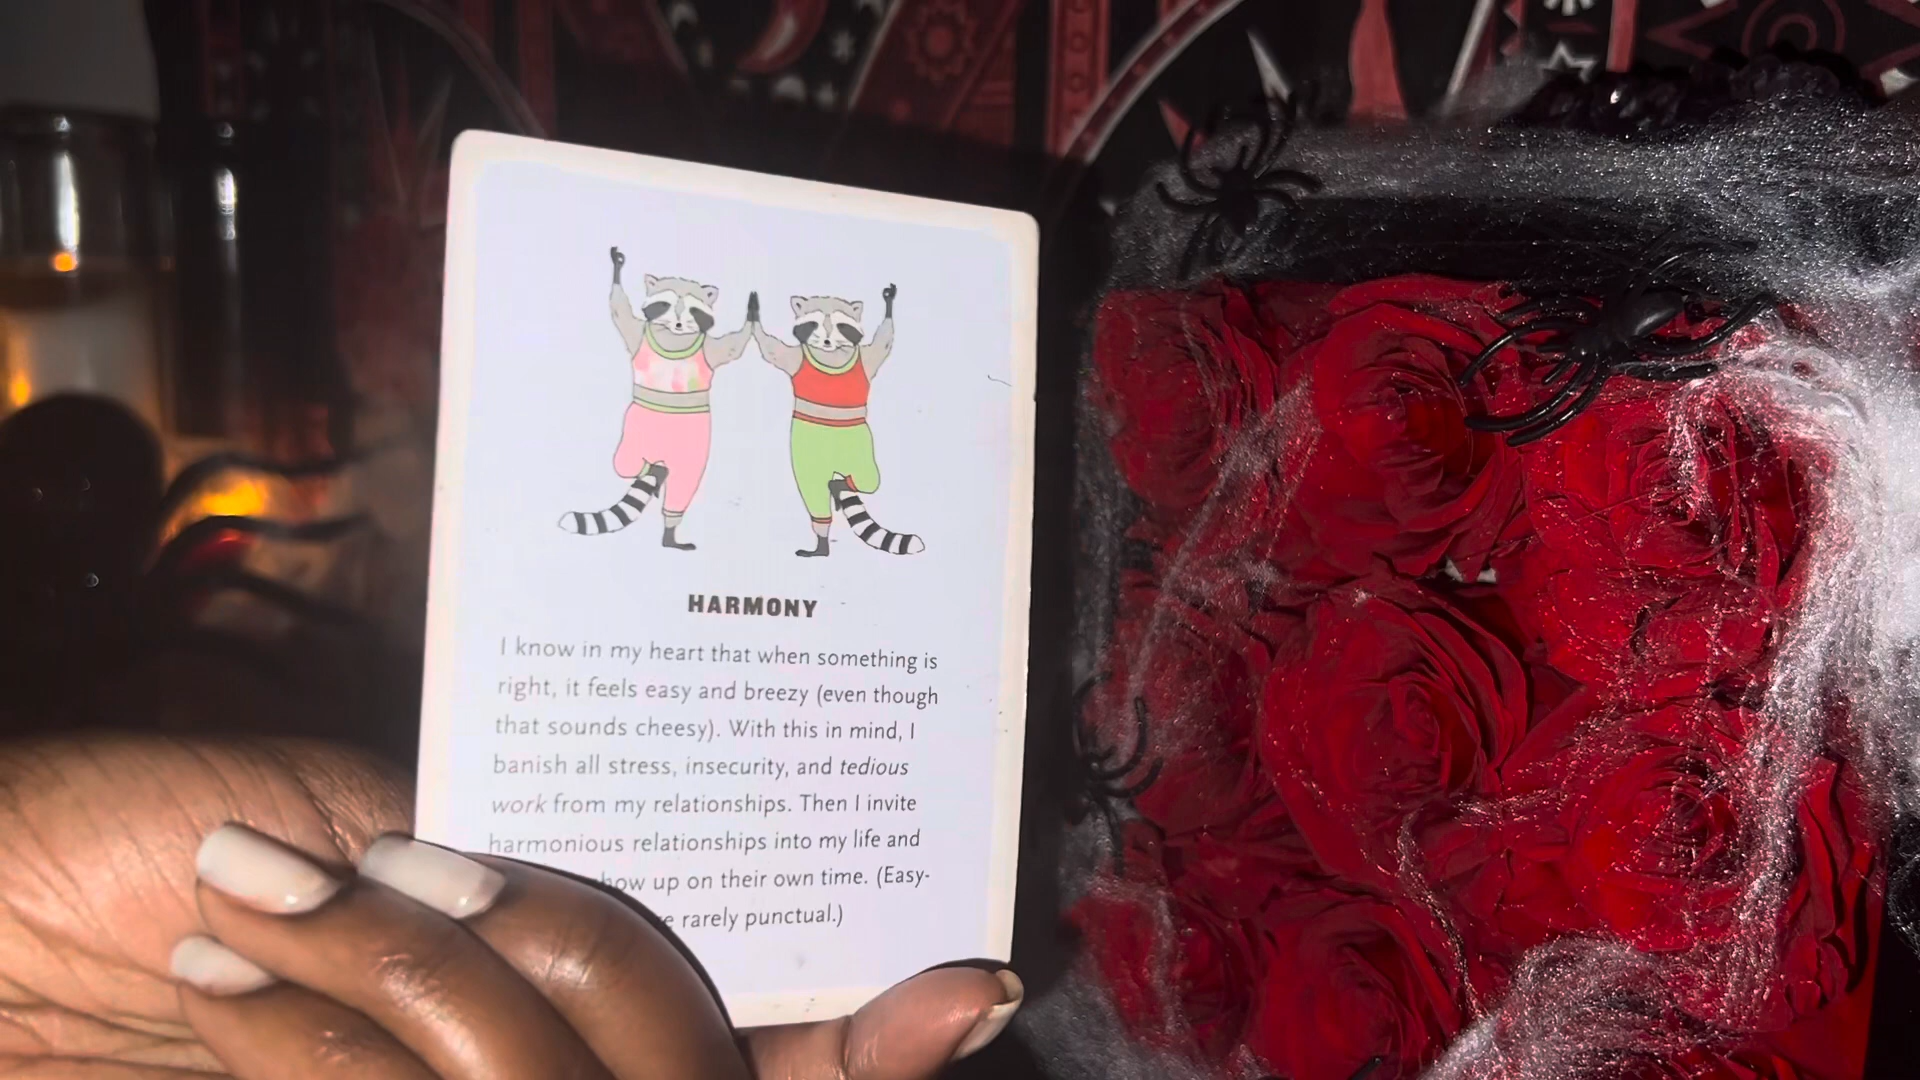 HARMONY
I know in my heart that when something is
right, it feels easy and breezy (even though
that sounds cheesy). With this in mind, I
banish all stress, insecurity, and tedious
work from my relationships. Then I invite
harmonious relationships into my life and
up on their own time. (Easy-
rarely punctual.)